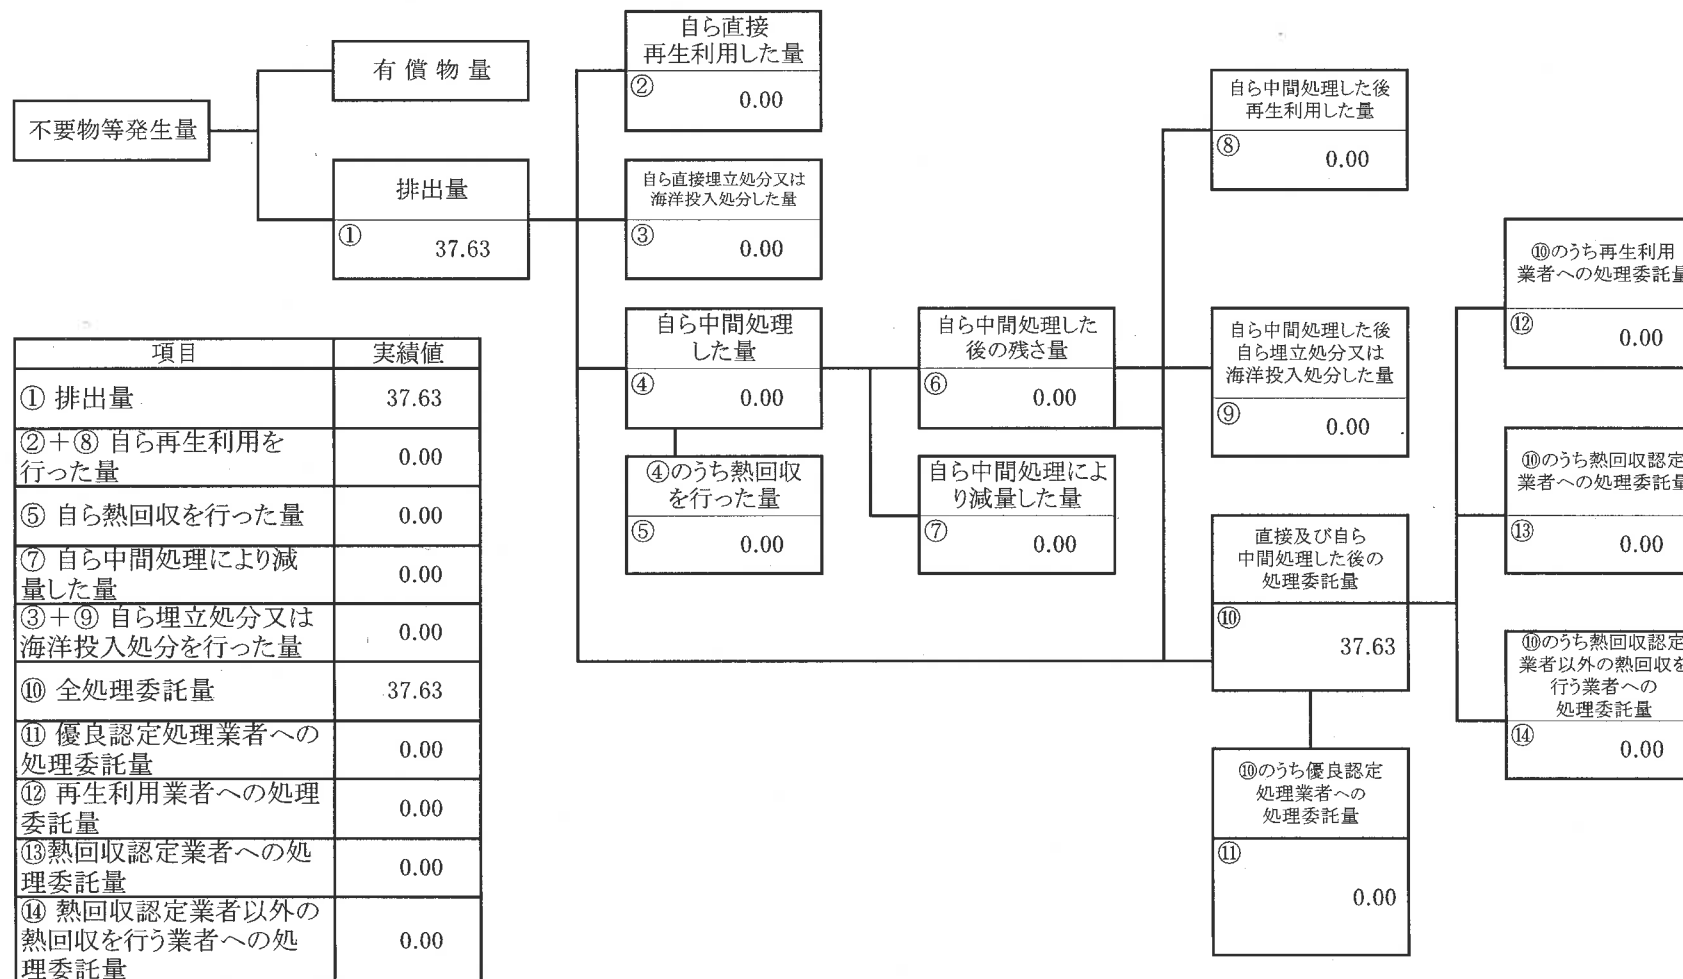 不要物等発生量
有償物量
排出量
①
37.63
自ら直接
再生利用した量
②
0.00
自ら直接埋立処分又は
海洋投入処分した量
③
0.00
自ら中間処理
した量
④
0.00
④のうち熱回収
を行った量
⑤
0.00
自ら中間処理した
後の残さ量
⑥
0.00
自ら中間処理によ
り減量した量
⑦
0.00
自ら中間処理した後
再生利用した量
⑧
0.00
自ら中間処理した後
自ら埋立処分又は
海洋投入処分した量
⑨
0.00
直接及び自ら
中間処理した後の
処理委託量
⑩
37.63
⑩のうち優良認定
処理業者への
処理委託量
⑪
0.00
⑩のうち再生利用
業者への処理委託量
⑫
0.00
⑩のうち熱回収認定
業者への処理委託量
⑬
0.00
⑩のうち熱回収認定
業者以外の熱回収を
行う業者への
処理委託量
⑭
0.00
項目 実績値
① 排出量 37.63
②+⑧ 自ら再生利用を
行った量 0.00
⑤ 自ら熱回収を行った量 0.00
⑦ 自ら中間処理により減
量した量 0.00
③+⑨ 自ら埋立処分又は
海洋投入処分を行った量 0.00
⑩ 全処理委託量 37.63
⑪ 優良認定処理業者への
処理委託量 0.00
⑫ 再生利用業者への処理
委託量 0.00
⑬熱回収認定業者への処
理委託量 0.00
⑭ 熱回収認定業者以外の
熱回収を行う業者への処
理委託量 0.00